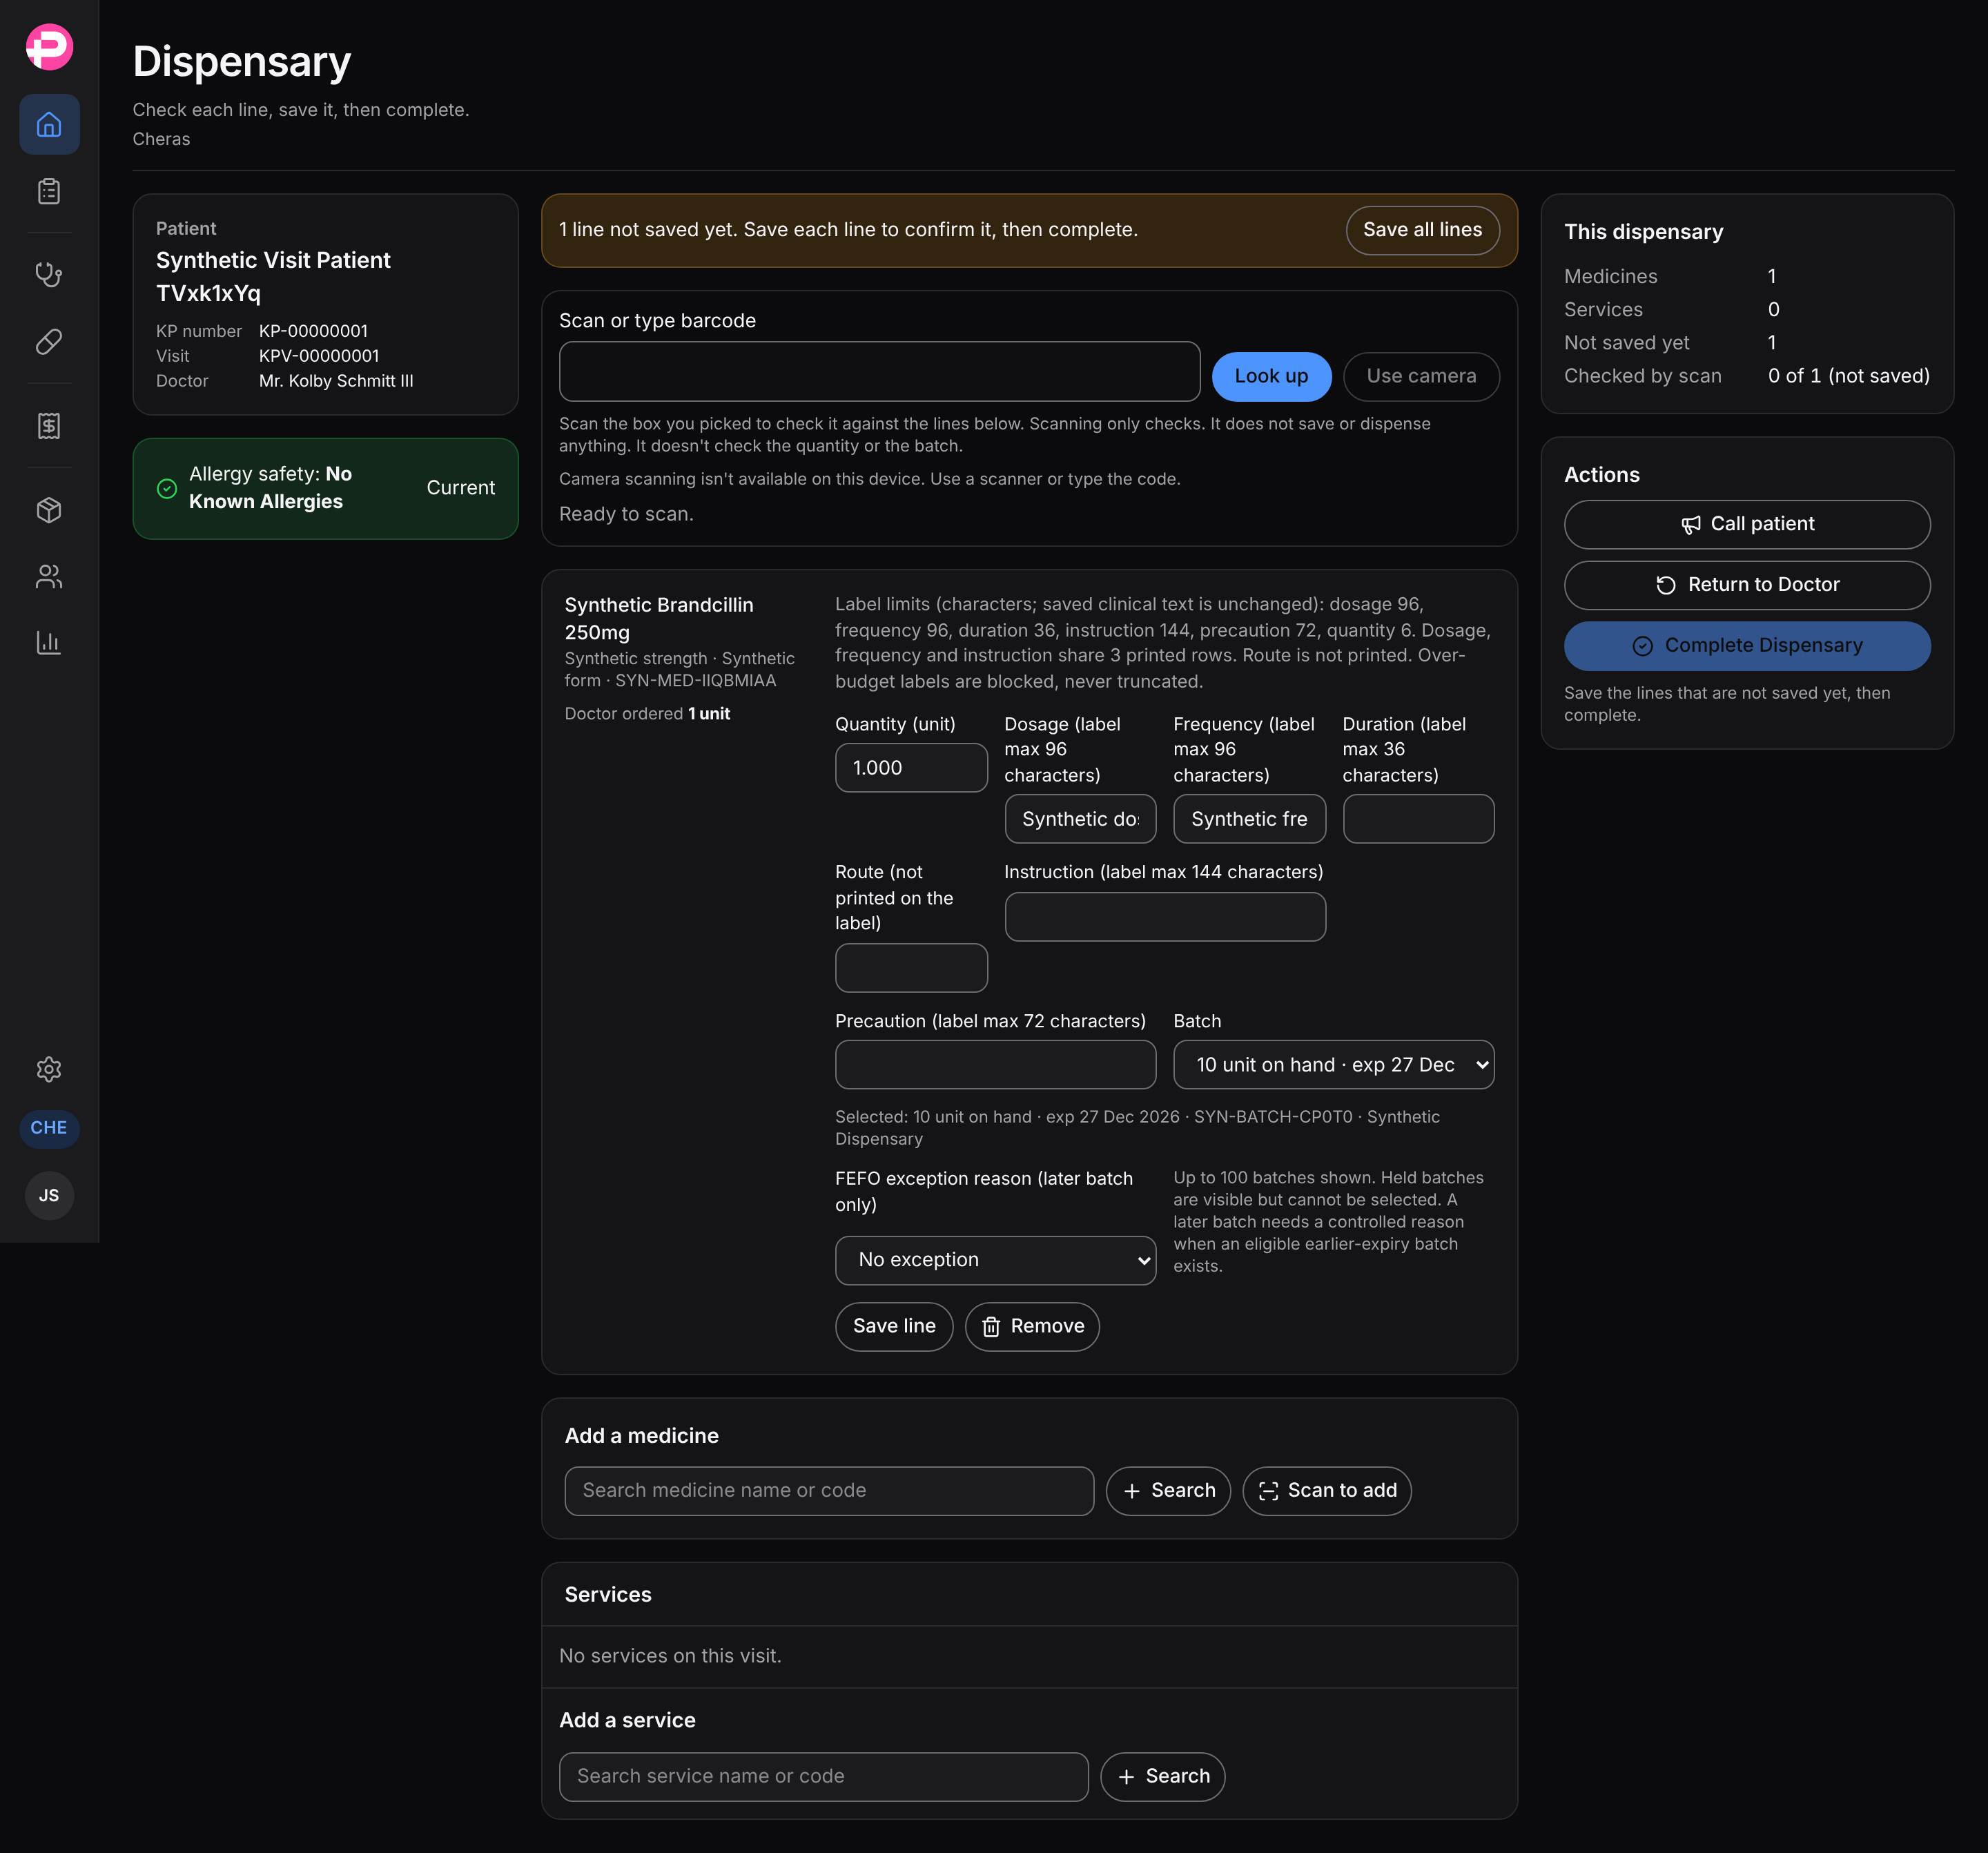 Dispensary
Check each line, save it, then complete.
Cheras
Patient
Synthetic Visit Patient
TVxk1xYq
KP number KP-00000001
Visit KPV-00000001
Doctor Mr. Kolby Schmitt III
Allergy safety: No
Known Allergies
Current
1 line not saved yet. Save each line to confirm it, then complete.
Save all lines
Scan or type barcode
Look up
Use camera
Scan the box you picked to check it against the lines below. Scanning only checks. It does not save or dispense
anything. It doesn't check the quantity or the batch.
Camera scanning isn't available on this device. Use a scanner or type the code.
Ready to scan.
Synthetic Brandcillin
250mg
Synthetic strength · Synthetic
form · SYN-MED-IIQBMIAA
Doctor ordered 1 unit
Label limits (characters; saved clinical text is unchanged): dosage 96,
frequency 96, duration 36, instruction 144, precaution 72, quantity 6. Dosage,
frequency and instruction share 3 printed rows. Route is not printed. Over-
budget labels are blocked, never truncated.
Quantity (unit)
1.000
Dosage (label
max 96
characters)
Synthetic do
Frequency (label
max 96
characters)
Synthetic fre
Duration (label
max 36
characters)
Route (not
printed on the
label)
Instruction (label max 144 characters)
Precaution (label max 72 characters)
Batch
10 unit on hand · exp 27 Dec
Selected: 10 unit on hand · exp 27 Dec 2026 · SYN-BATCH-CP0T0 · Synthetic
Dispensary
FEFO exception reason (later batch
only)
No exception
Up to 100 batches shown. Held batches
are visible but cannot be selected. A
later batch needs a controlled reason
when an eligible earlier-expiry batch
exists.
Save line
Remove
Add a medicine
Search medicine name or code
Search
Scan to add
Services
No services on this visit.
Add a service
Search service name or code
Search
This dispensary
Medicines 1
Services 0
Not saved yet 1
Checked by scan 0 of 1 (not saved)
Actions
Call patient
Return to Doctor
Complete Dispensary
Save the lines that are not saved yet, then
complete.
CHE
JS